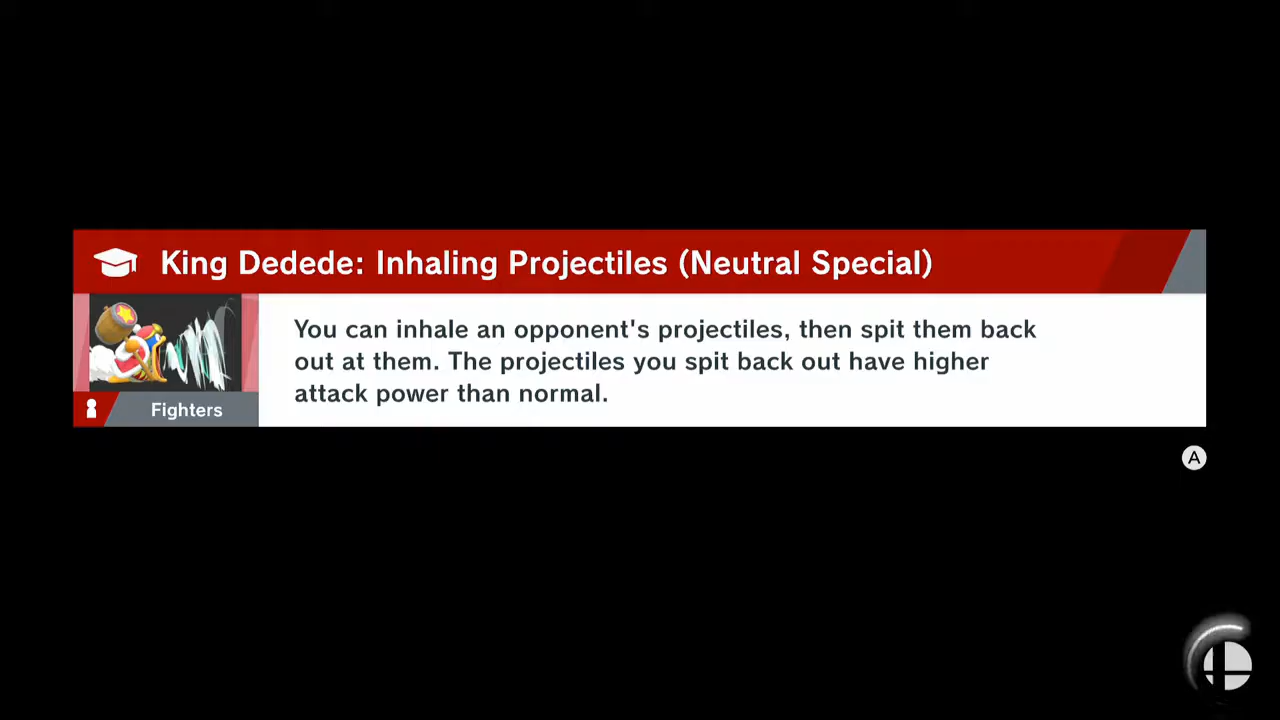 King Dedede: Inhaling Projectiles (Neutral Special)
You can inhale an opponent's projectiles, then spit them back
out at them. The projectiles you spit back out have higher
attack power than normal.
Fighters
A